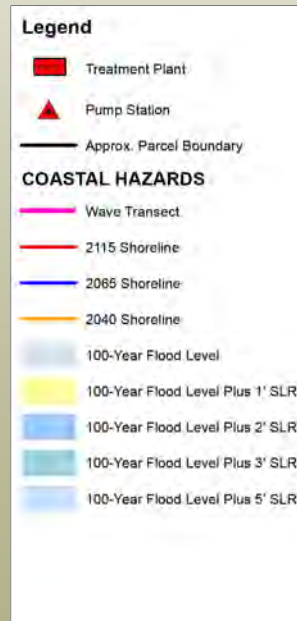 Legend
Treatment Plant
Pump Station
Approx. Parcel Boundary
COASTAL HAZARDS
Wave Transect
2115 Shoreline
2065 Shoreline
2040 Shoreline
100-Year Flood Level
100-Year Flood Level Plus 1' SLR
100-Year Flood Level Plus 2' SLR
100-Year Flood Level Plus 3' SLR
100-Year Flood Level Plus 5' SLR